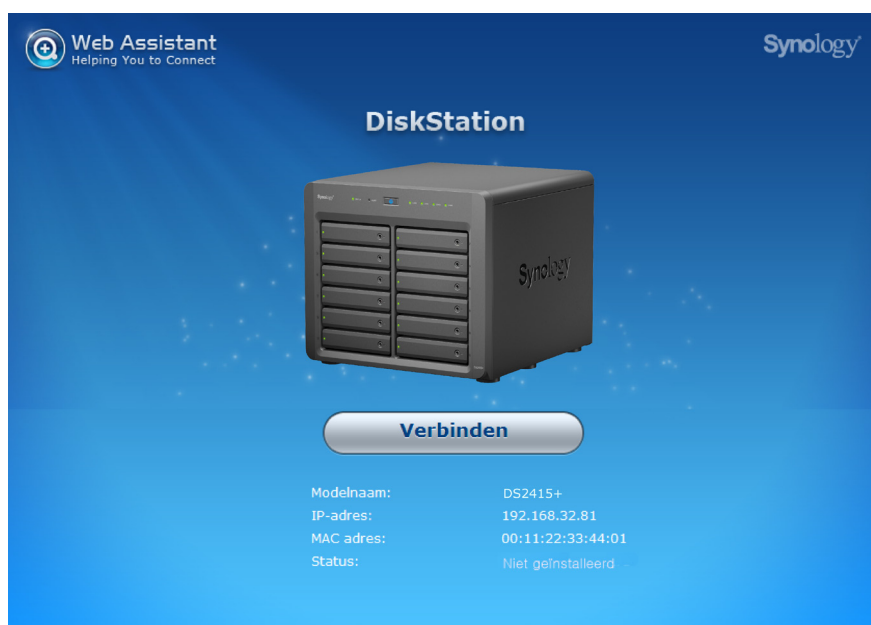 Web Assistant
Helping You to Connect
Synology
DiskStation
Synology
Synology
Verbinden
Modelnaam: DS2415+
IP-adres: 192.168.32.81
MAC adres: 00:11:22:33:44:01
Status: Niet geïnstalleerd